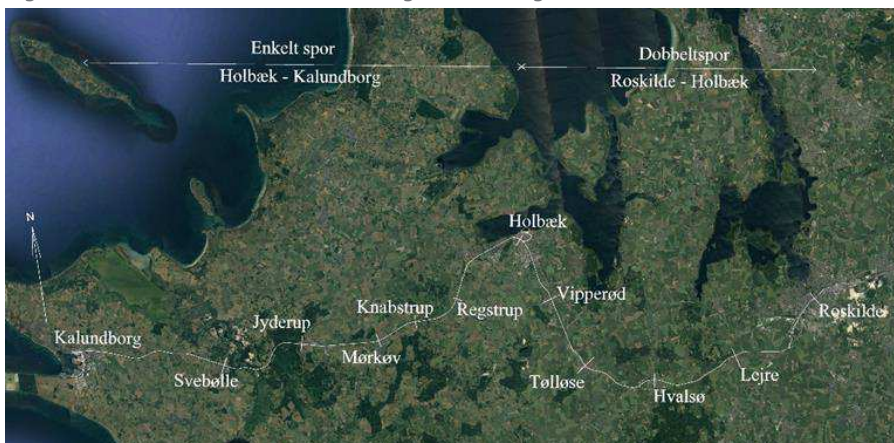 Enkelt spor
Holbæk - Kalundborg
Dobbeltspor
Roskilde - Holbæk
N
Holbæk
Vipperød
Roskilde
Knabstrup
Regstrup
Jyderup
Kalundborg
Mørkøv
Svebølle
Tølløse
Lejre
Hvalsø